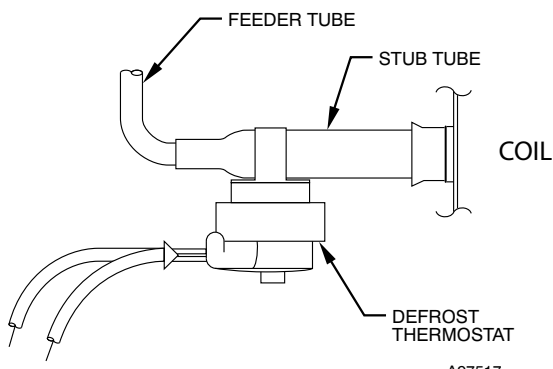 FEEDER TUBE
STUB TUBE
COIL
DEFROST
THERMOSTAT